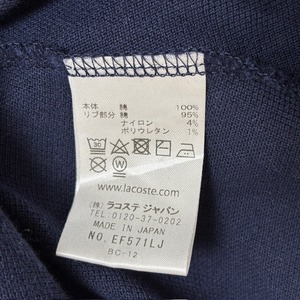 本体 綿 100%
リブ部分 綿 95%
ナイロン 4%
ポリウレタン 1%
30
www.lacoste.com
(株) ラコステ ジャパン
TEL:0120-37-0202
MADE IN JAPAN
NO. EF571LJ
BC-12